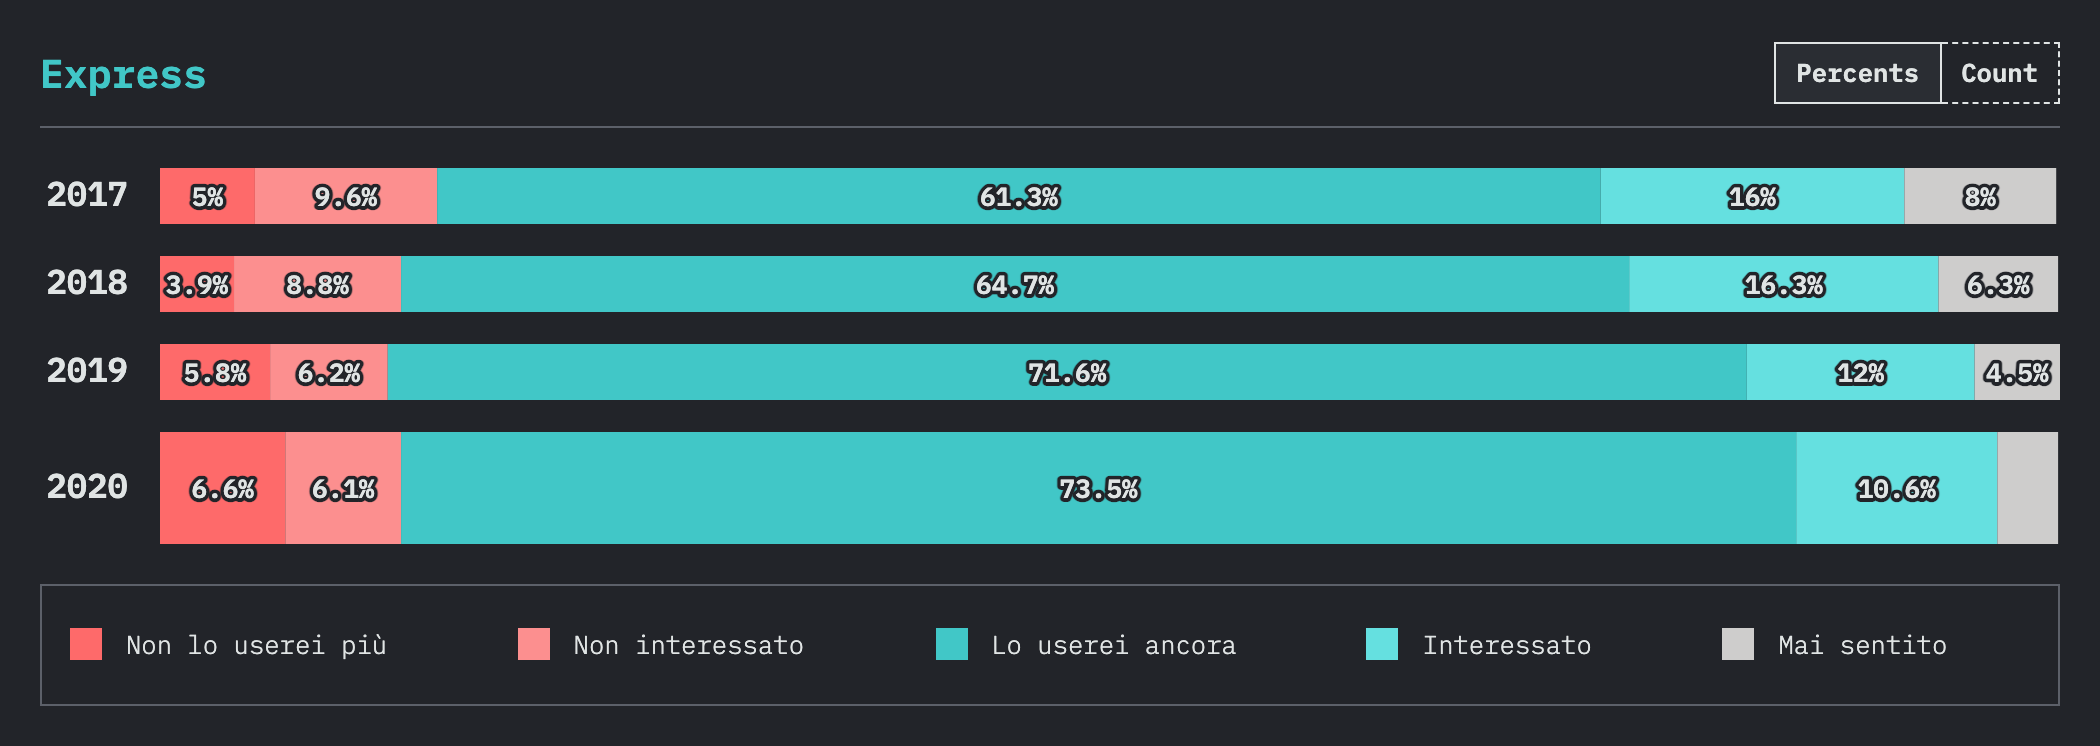 Express
Percents Count
2017 5% 9.6% 61.3% 16% 8%
2018 3.9% 8.8% 64.7% 16.3% 6.3%
2019 5.8% 6.2% 71.6% 12% 4.5%
2020 6.6% 6.1% 73.5% 10.6%
Non lo userei più Non interessato Lo userei ancora Interessato Mai sentito